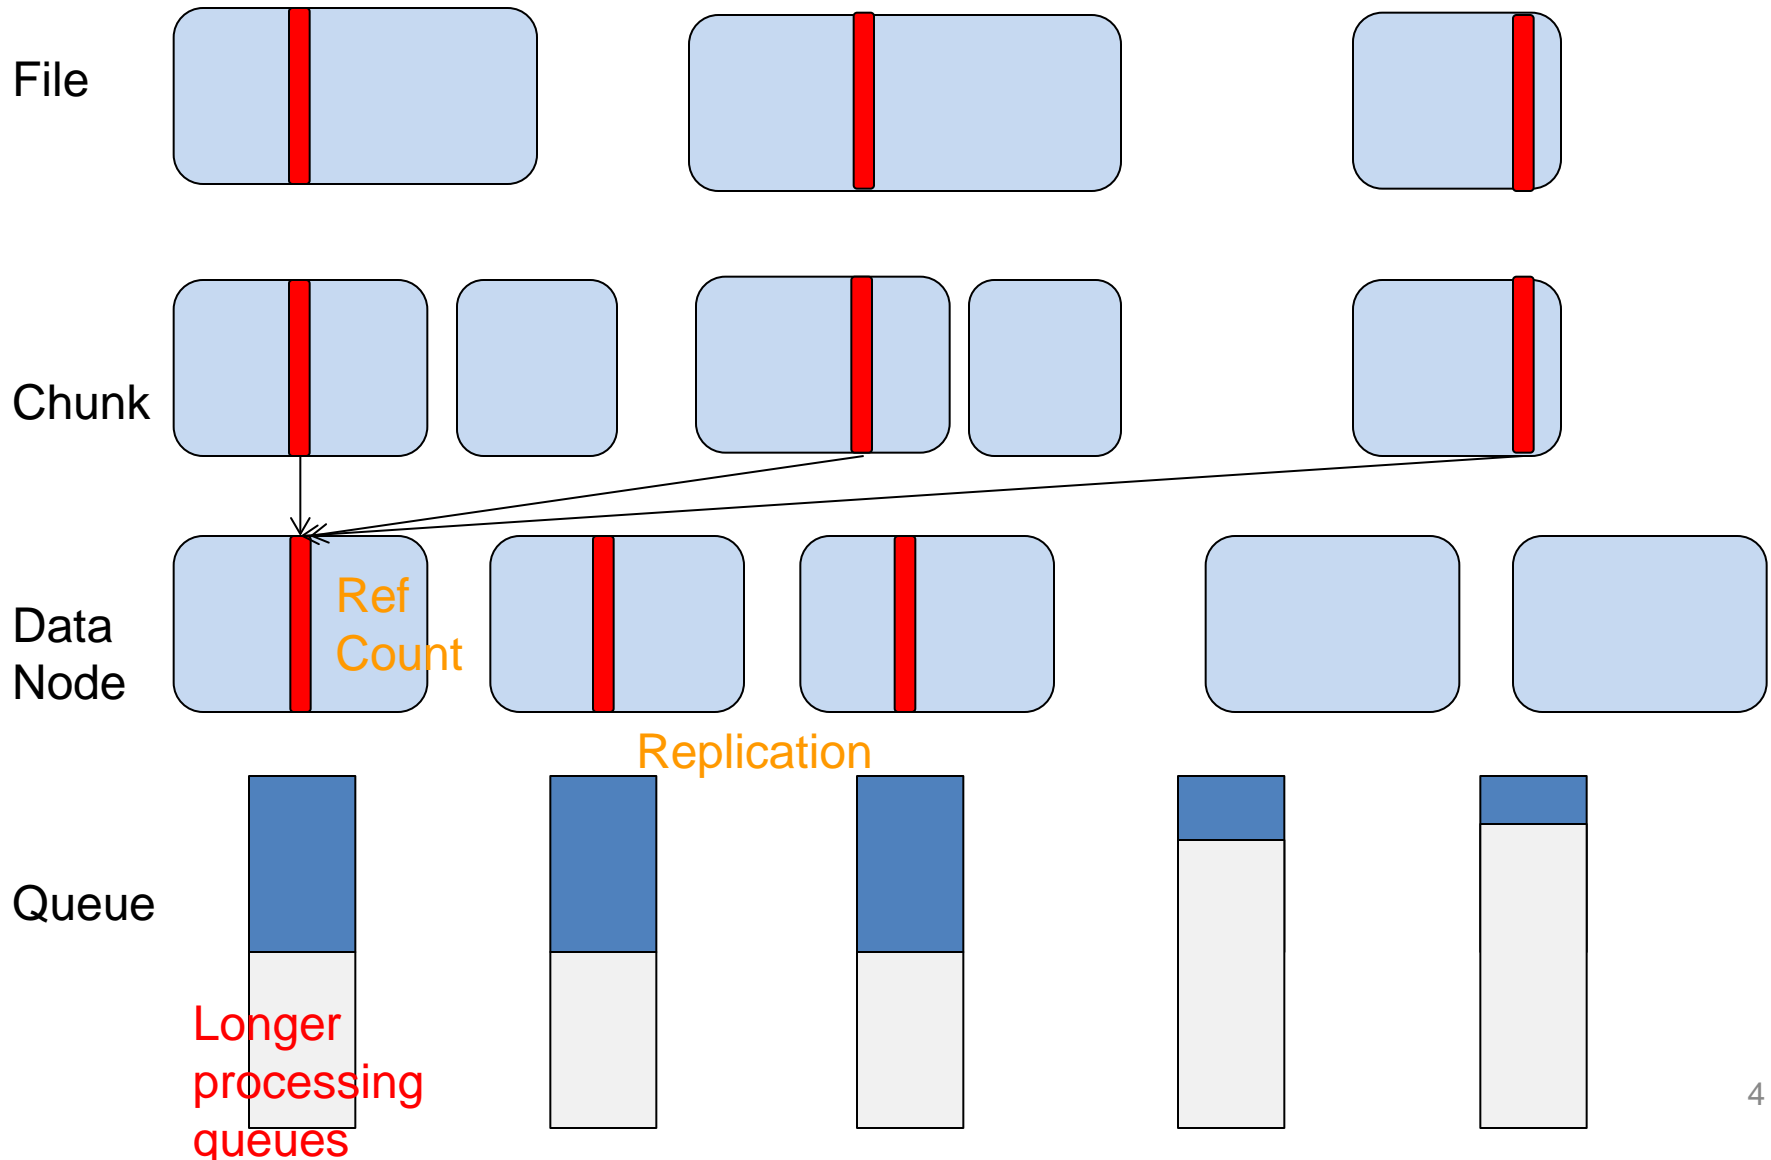 File
Chunk
Data
Node
Ref
Count
Replication
Queue
Longer
processing
queues
4